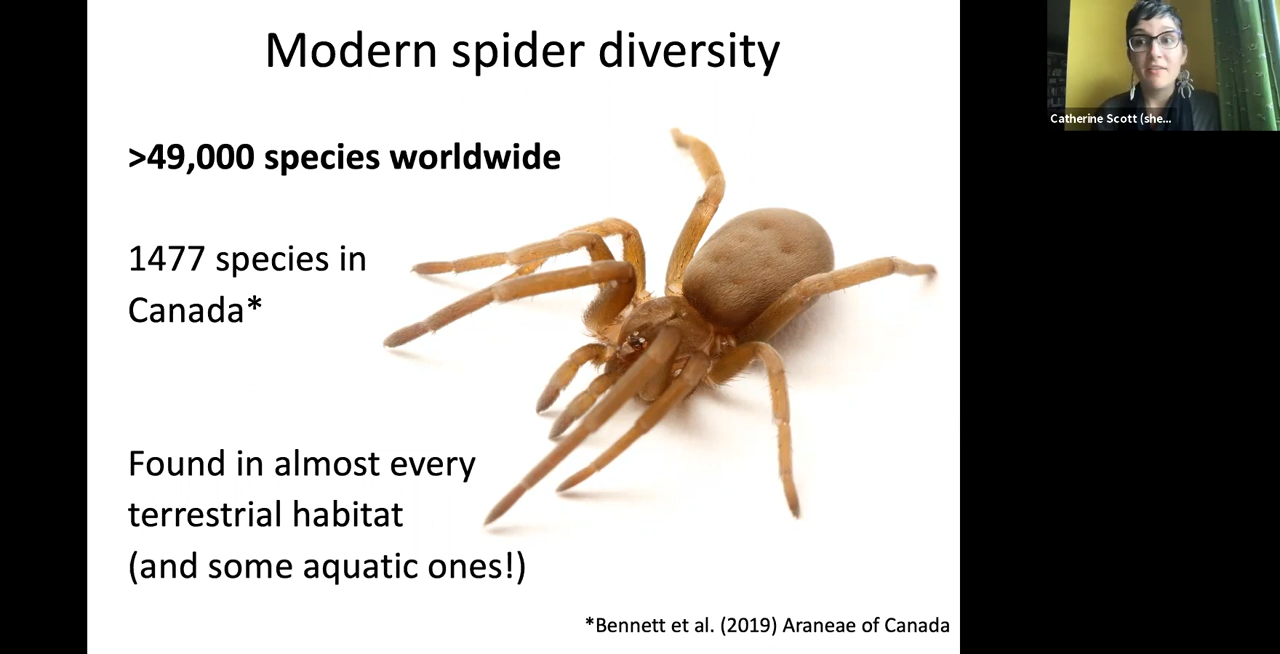 Modern spider diversity
>49,000 species worldwide
1477 species in
Canada*
Found in almost every
terrestrial habitat
(and some aquatic ones!)
*Bennett et al. (2019) Araneae of Canada
Catherine Scott (she...